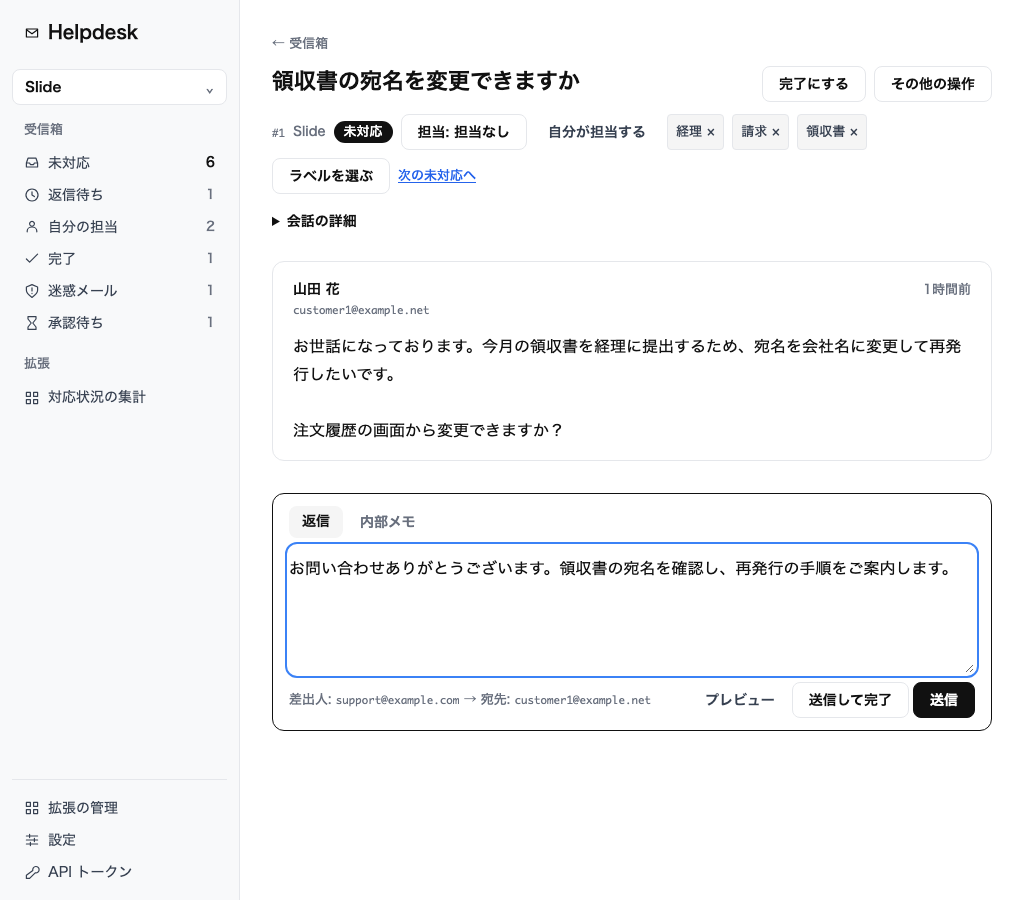 Helpdesk
Slide
受信箱
未対応 6
返信待ち 1
自分の担当 2
完了 1
迷惑メール 1
承認待ち 1
拡張
対応状況の集計
拡張の管理
設定
API トークン
← 受信箱
領収書の宛名を変更できますか
完了にする
その他の操作
#1 Slide 未対応 担当: 担当なし 自分が担当する 経理 × 請求 × 領収書 ×
ラベルを選ぶ 次の未対応へ
▶ 会話の詳細
山田 花 1 時間前
customer1@example.net
お世話になっております。今月の領収書を経理に提出するため、宛名を会社名に変更して再発
行したいです。
注文履歴の画面から変更できますか？
返信 内部メモ
お問い合わせありがとうございます。領収書の宛名を確認し、再発行の手順をご案内します。
差出人: support@example.com → 宛先: customer1@example.net プレビュー 送信して完了 送信